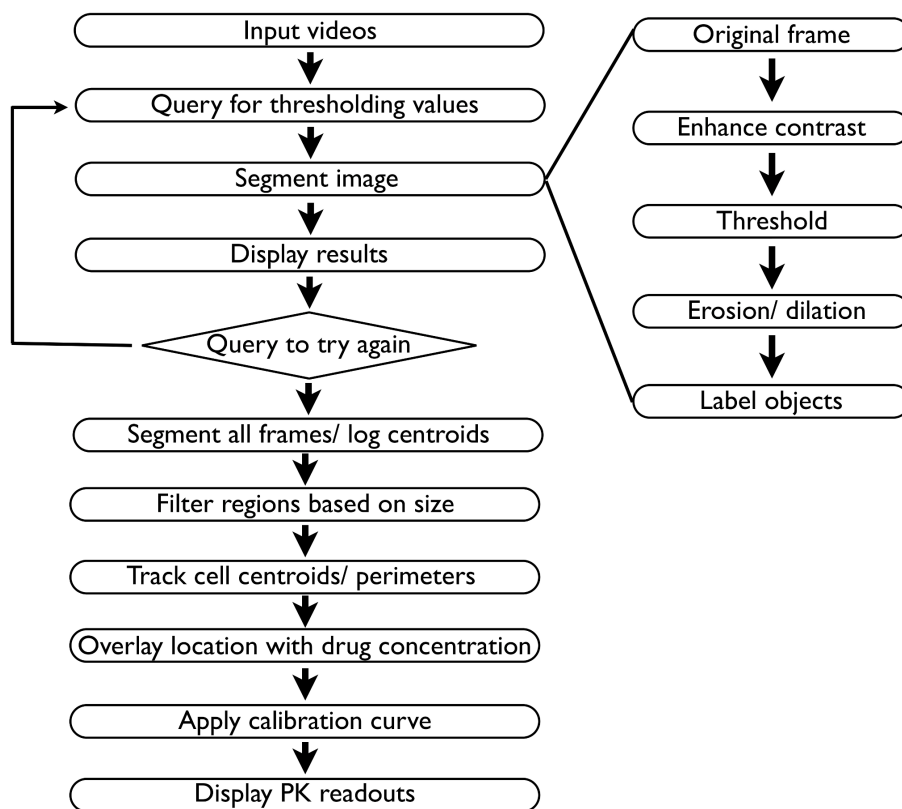 Input videos
Query for thresholding values
Segment image
Display results
Query to try again
Segment all frames/ log centroids
Filter regions based on size
Track cell centroids/ perimeters
Overlay location with drug concentration
Apply calibration curve
Display PK readouts
Original frame
Enhance contrast
Threshold
Erosion/ dilation
Label objects